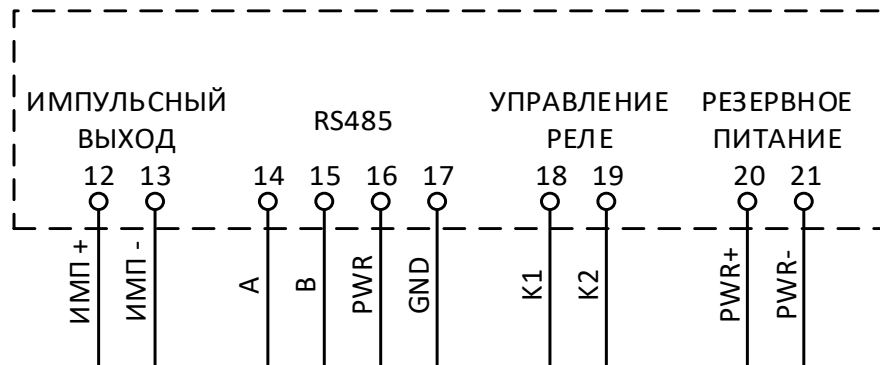 ИМПУЛЬСНЫЙ
ВЫХОД
RS485
УПРАВЛЕНИЕ
РЕЛЕ
РЕЗЕРВНОЕ
ПИТАНИЕ
12 13 14 15 16 17 18 19 20 21
ИМП +
ИМП -
A
B
PWR
GND
K1
K2
PWR+
PWR-